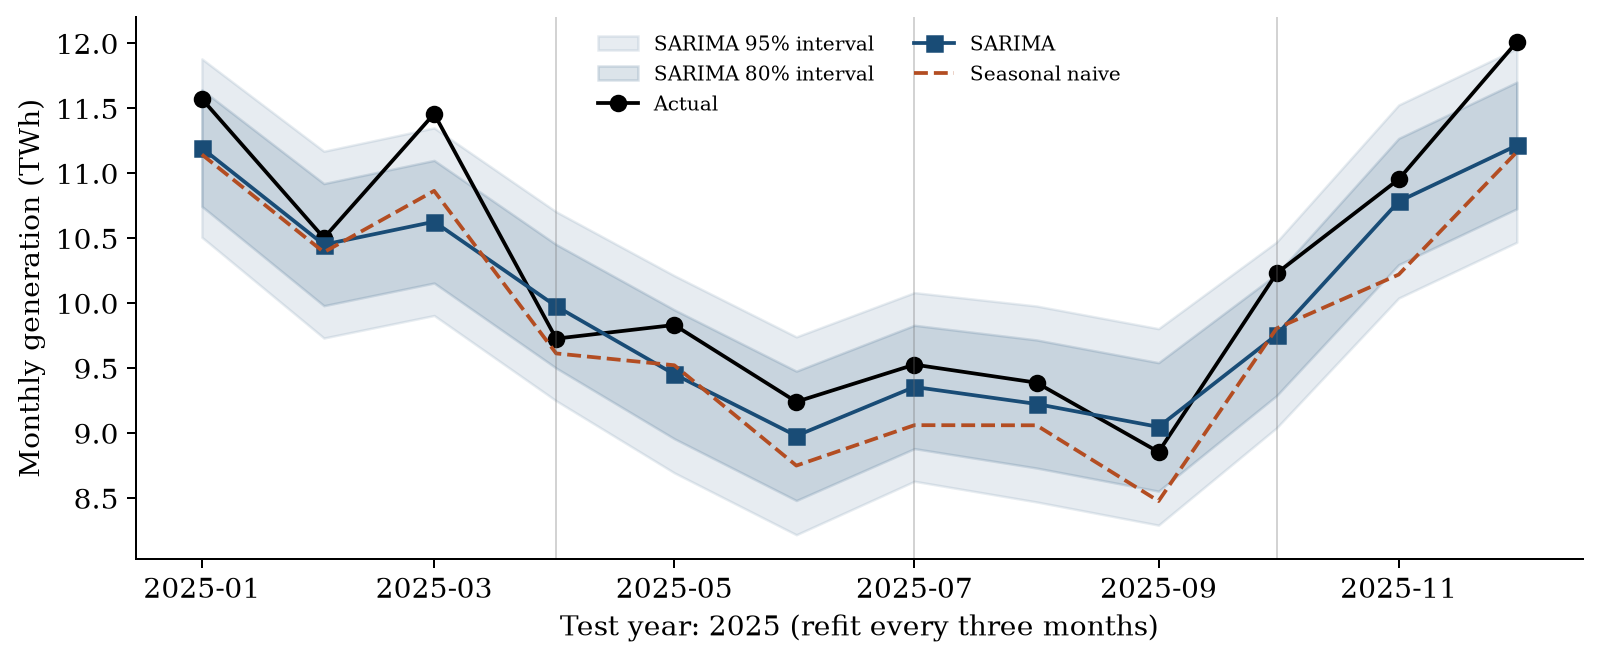 Monthly generation (TWh)
12.0
11.5
11.0
10.5
10.0
9.5
9.0
8.5
SARIMA 95% interval
SARIMA 80% interval
Actual
SARIMA
Seasonal naive
2025-01
2025-03
2025-05
2025-07
2025-09
2025-11
Test year: 2025 (refit every three months)